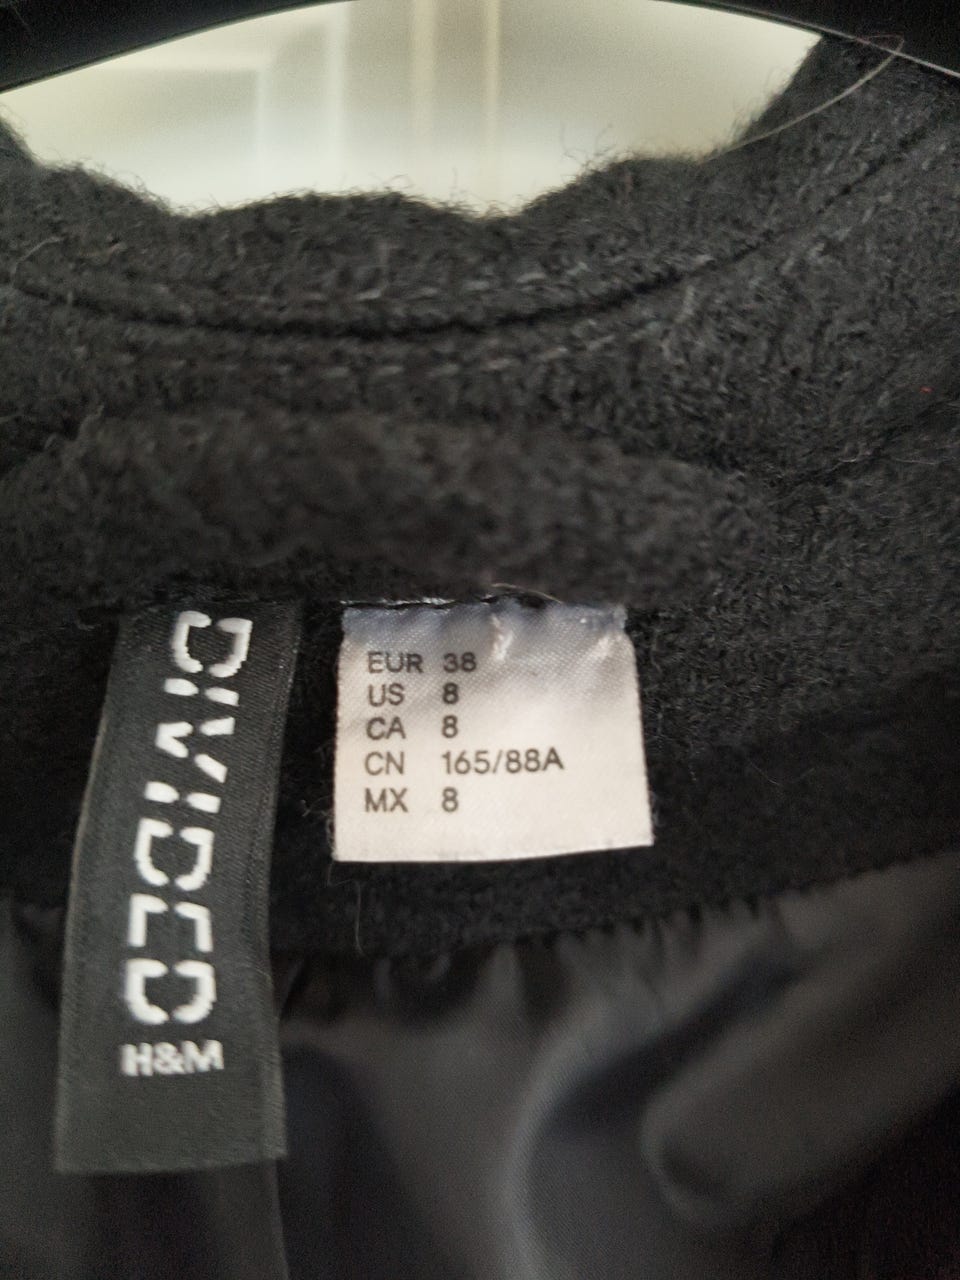 DIVIDED
H&M
EUR 38
US 8
CA 8
CN 165/88A
MX 8